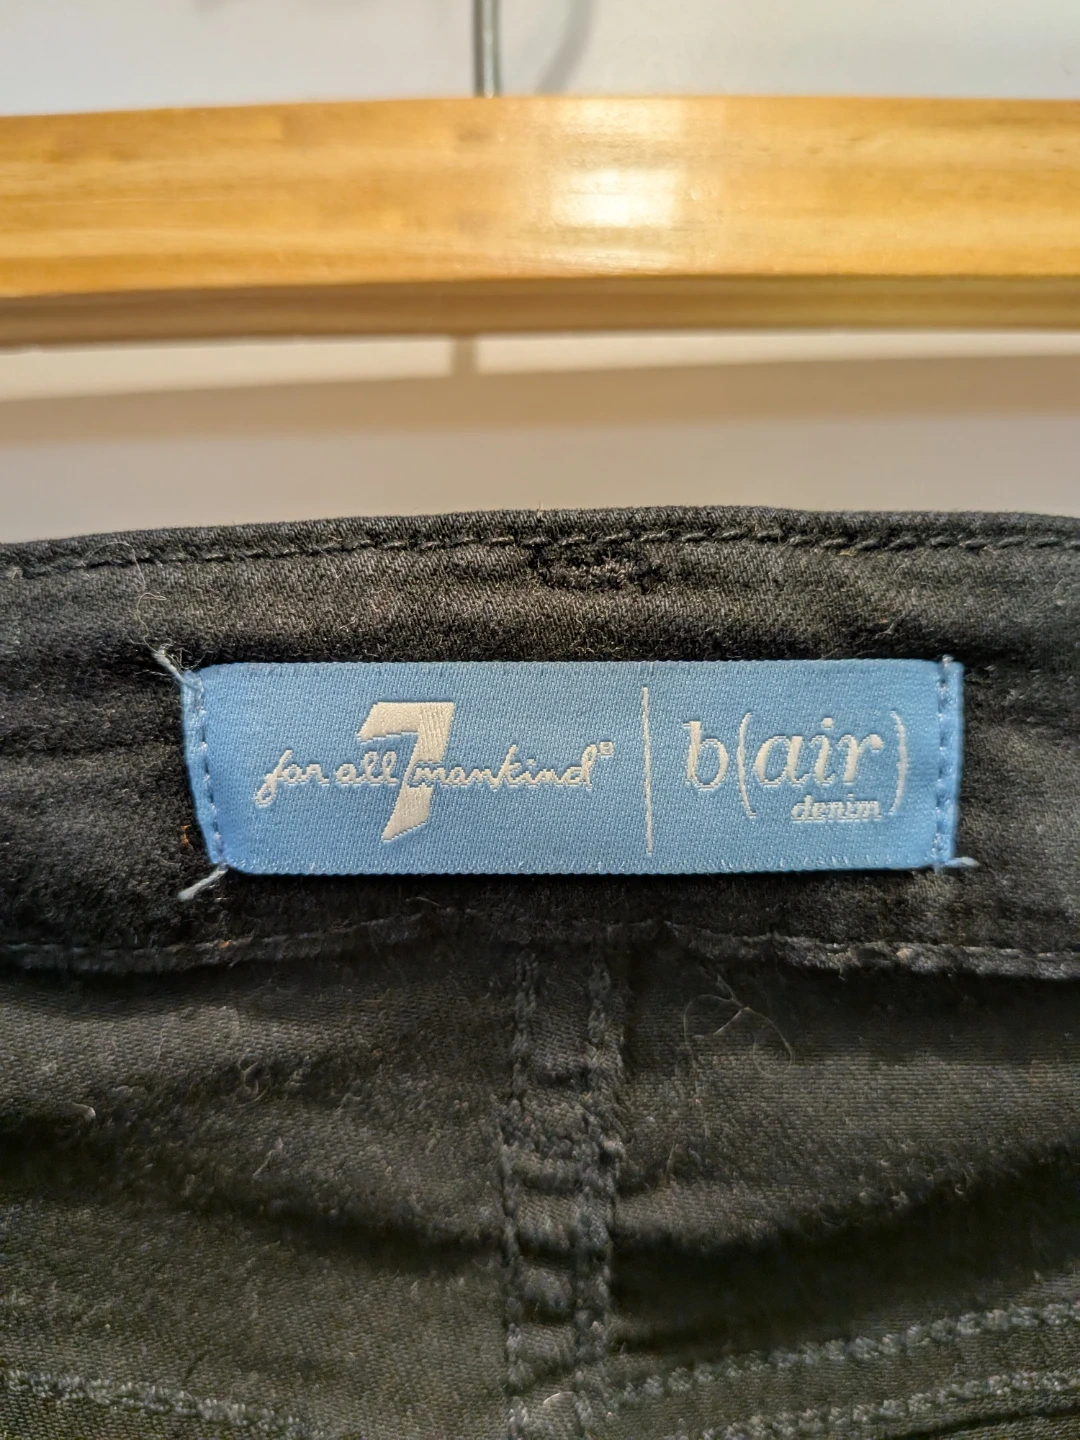 7
for all mankind®
b(air)
denim